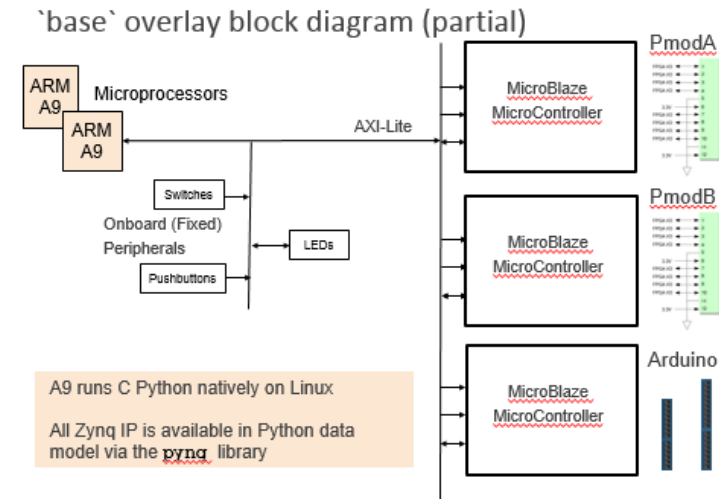 `base` overlay block diagram (partial)
ARM
A9
ARM
A9
Microprocessors
AXI-Lite
Switches
Onboard (Fixed)
Peripherals
LEDs
Pushbuttons
MicroBlaze
MicroController
PmodA
MicroBlaze
MicroController
PmodB
MicroBlaze
MicroController
Arduino
A9 runs C Python natively on Linux
All Zynq IP is available in Python data
model via the pynq library